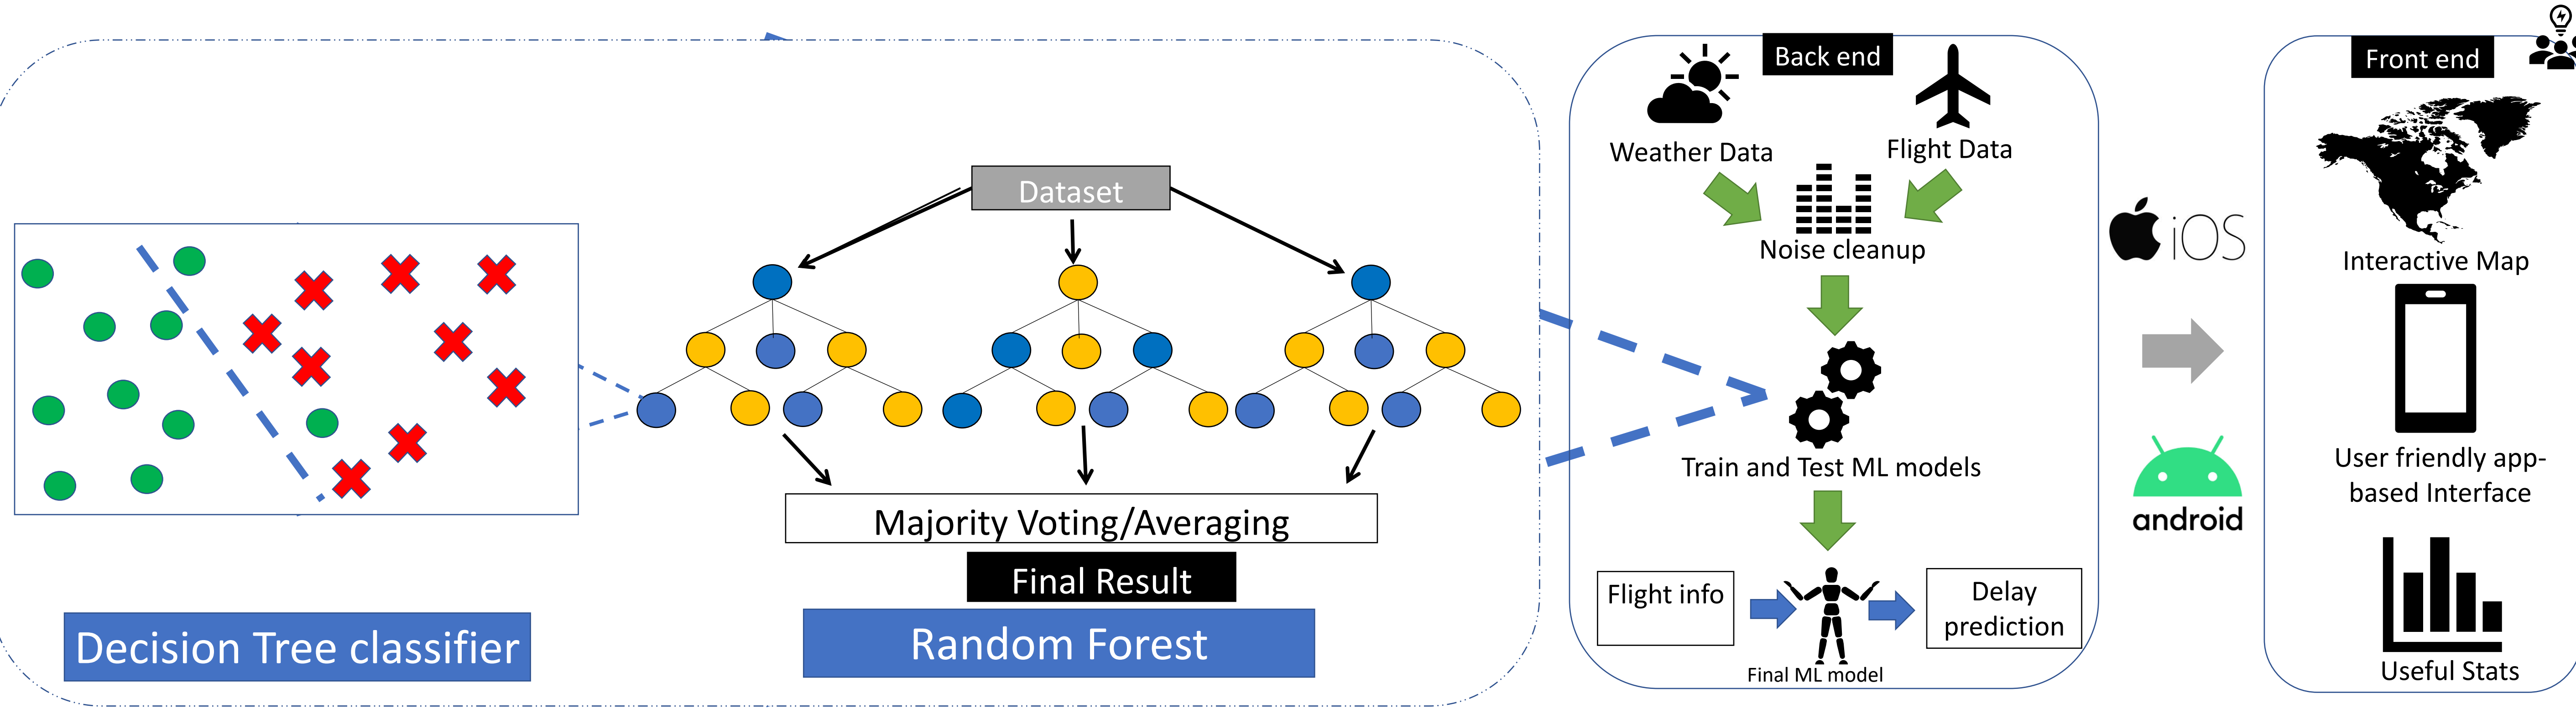 Dataset
Majority Voting/Averaging
Final Result
Decision Tree classifier
Random Forest
Back end
Weather Data
Flight Data
Noise cleanup
Train and Test ML models
Flight info
Delay
prediction
Final ML model
iOS
android
Front end
Interactive Map
User friendly app-
based Interface
Useful Stats